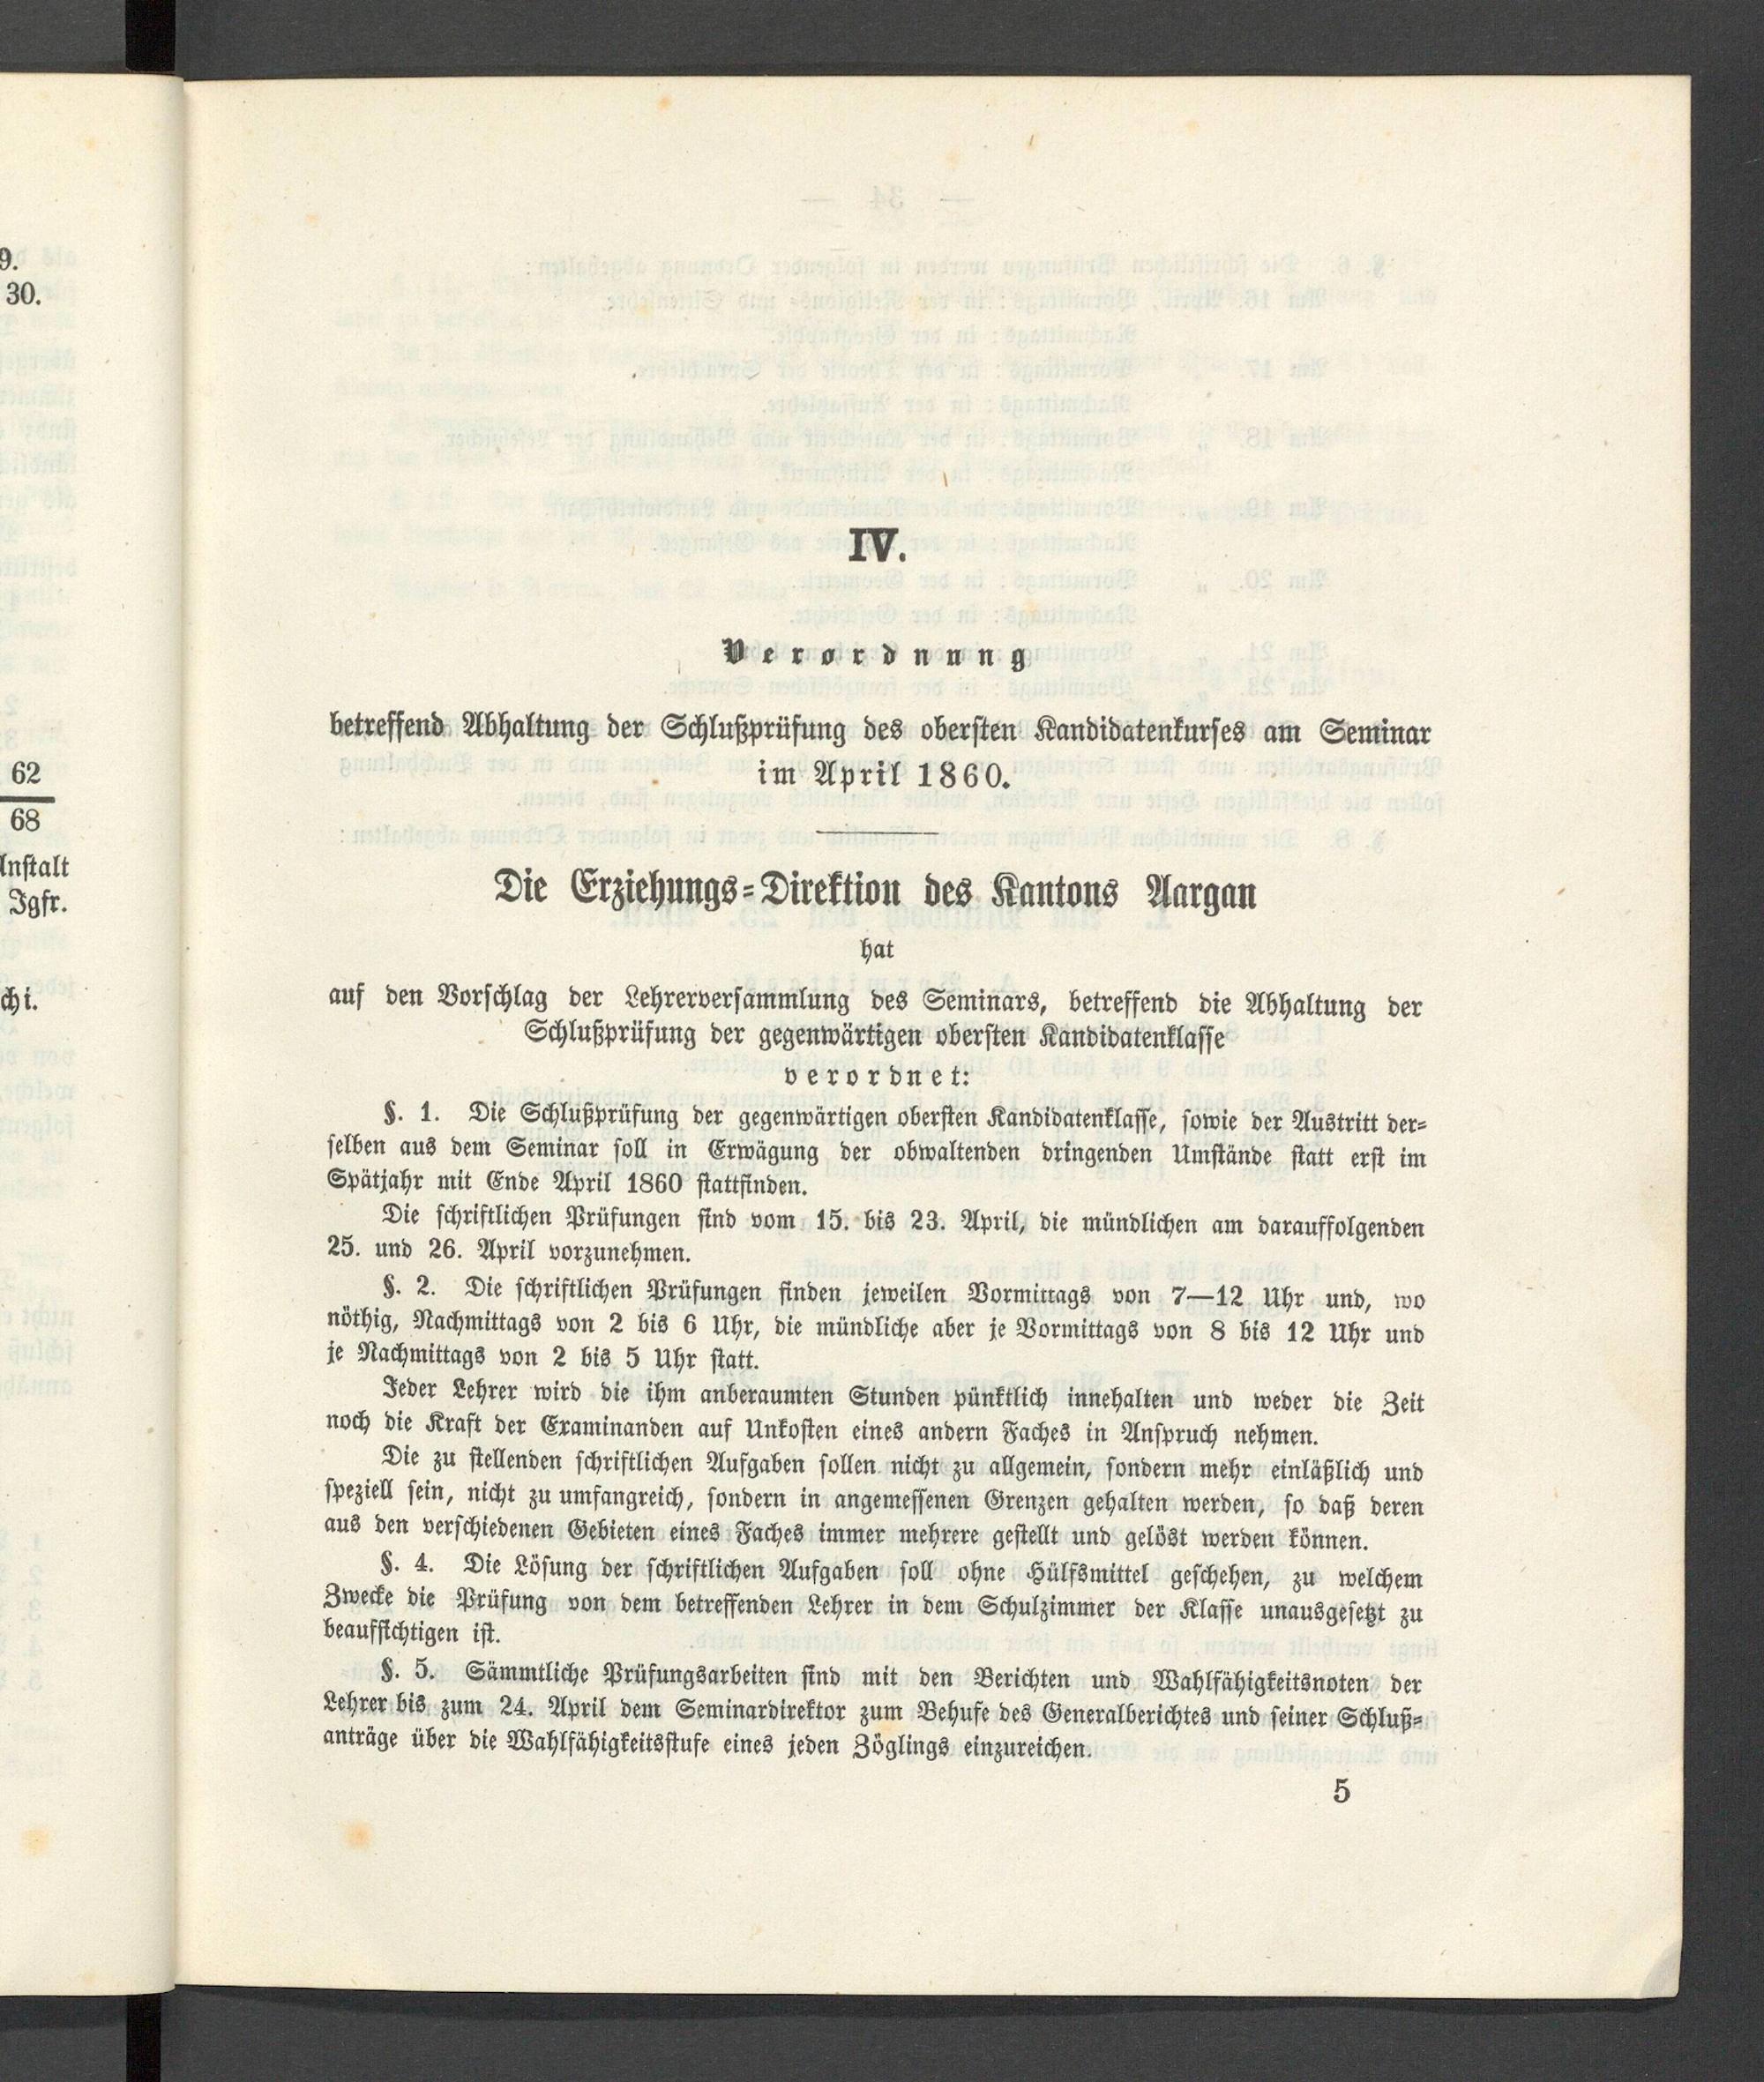 9.
30.
62
68
Anstalt
Jgfr.
chi.
IV.
Verordnung
betreffend Abhaltung der Schlußprüfung des obersten Kandidatenkurses am Seminar
im April 1860.
Die Erziehungs-Direktion des Kantons Aargau
hat
auf den Vorschlag der Lehrerversammlung des Seminars, betreffend die Abhaltung der
Schlußprüfung der gegenwärtigen obersten Kandidatenklasse
verordnet:
§. 1. Die Schlußprüfung der gegenwärtigen obersten Kandidatenklasse, sowie der Austritt der-
selben aus dem Seminar soll in Erwägung der obwaltenden dringenden Umstände statt erst im
Spätjahr mit Ende April 1860 stattfinden.
Die schriftlichen Prüfungen sind vom 15. bis 23. April, die mündlichen am darauffolgenden
25. und 26. April vorzunehmen.
§. 2. Die schriftlichen Prüfungen finden jeweilen Vormittags von 7—12 Uhr und, wo
nöthig, Nachmittags von 2 bis 6 Uhr, die mündliche aber je Vormittags von 8 bis 12 Uhr und
je Nachmittags von 2 bis 5 Uhr statt.
Jeder Lehrer wird die ihm anberaumten Stunden pünktlich innehalten und weder die Zeit
noch die Kraft der Examinanden auf Unkosten eines andern Faches in Anspruch nehmen.
Die zu stellenden schriftlichen Aufgaben sollen nicht zu allgemein, sondern mehr einläßlich und
speziell sein, nicht zu umfangreich, sondern in angemessenen Grenzen gehalten werden, so daß deren
aus den verschiedenen Gebieten eines Faches immer mehrere gestellt und gelöst werden können.
§. 4. Die Lösung der schriftlichen Aufgaben soll ohne Hülfsmittel geschehen, zu welchem
Zwecke die Prüfung von dem betreffenden Lehrer in dem Schulzimmer der Klasse unausgesetzt zu
beaufsichtigen ist.
§. 5. Sämmtliche Prüfungsarbeiten sind mit den Berichten und Wahlfähigkeitsnoten der
Lehrer bis zum 24. April dem Seminardirektor zum Behufe des Generalberichtes und seiner Schluß-
anträge über die Wahlfähigkeitsstufe eines jeden Zöglings einzureichen.
5